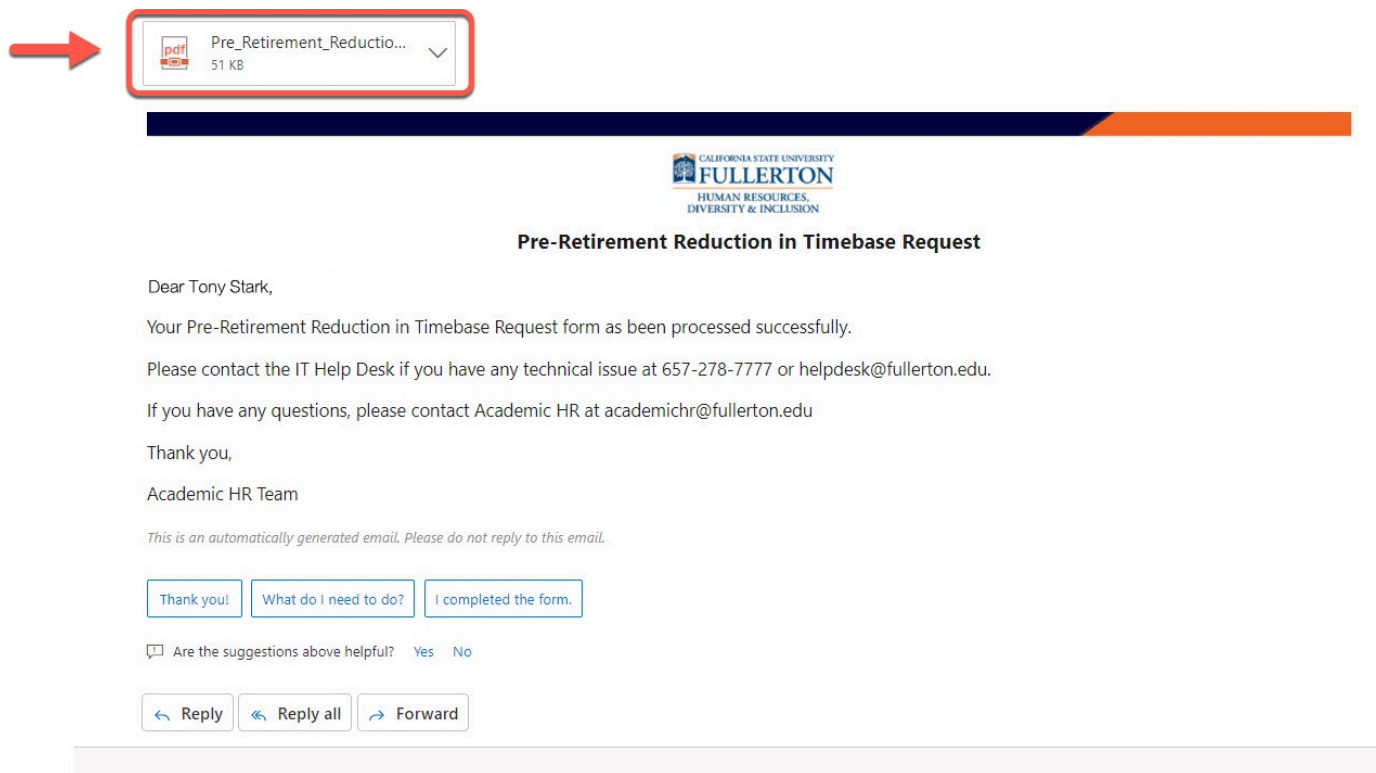 pdf
Pre_Retirement_Reductio...
51 KB
CALIFORNIA STATE UNIVERSITY
FULLERTON
HUMAN RESOURCES,
DIVERSITY & INCLUSION
Pre-Retirement Reduction in Timebase Request
Dear Tony Stark,
Your Pre-Retirement Reduction in Timebase Request form as been processed successfully.
Please contact the IT Help Desk if you have any technical issue at 657-278-7777 or helpdesk@fullerton.edu.
If you have any questions, please contact Academic HR at academichr@fullerton.edu
Thank you,
Academic HR Team
This is an automatically generated email. Please do not reply to this email.
Thank you! What do I need to do? I completed the form.
Are the suggestions above helpful? Yes No
Reply Reply all Forward